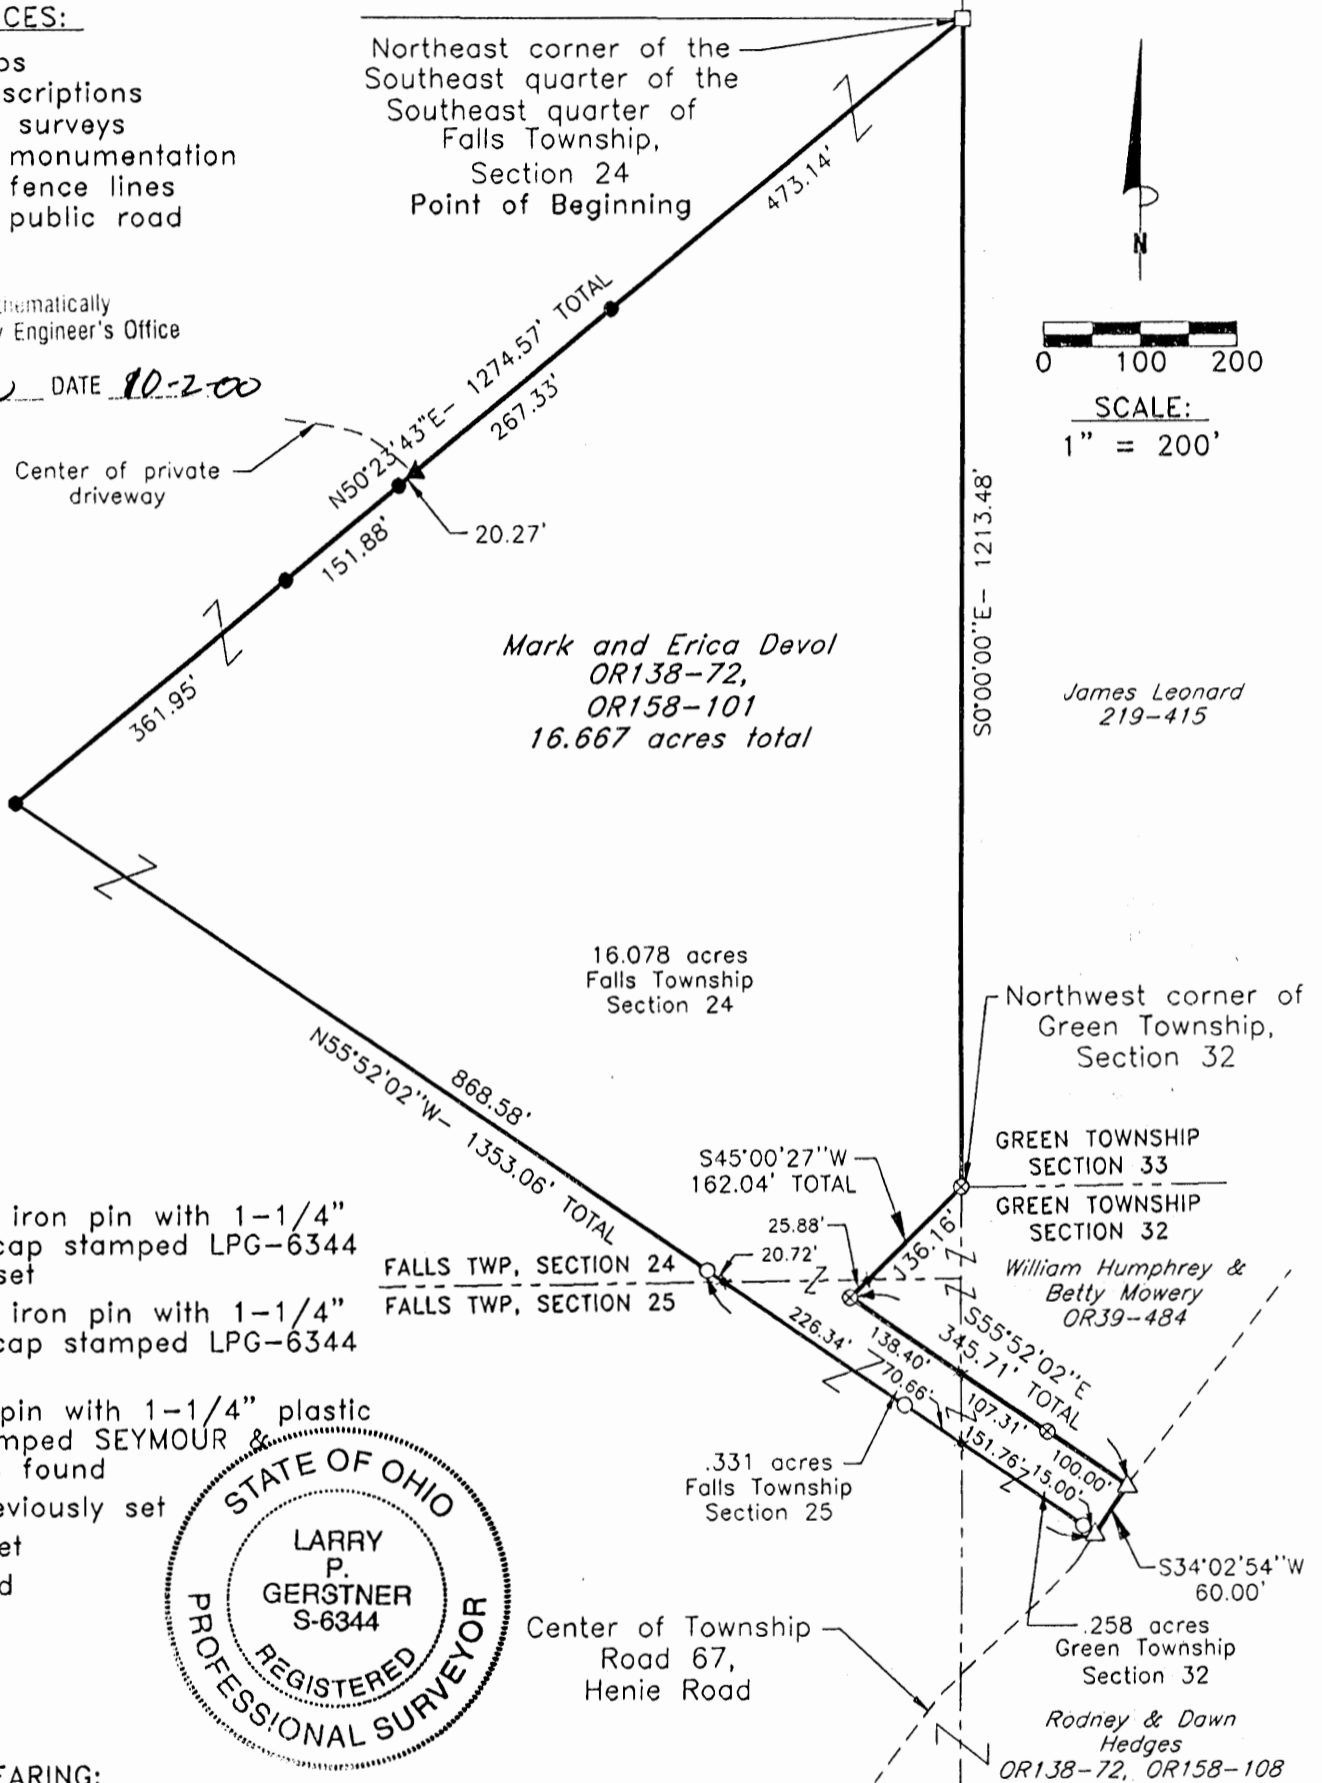 CES:
os
scriptions
surveys
monumentation
fence lines
public road
Northeast corner of the
Southeast quarter of the
Southeast quarter of
Falls Township,
Section 24
Point of Beginning
473.14'
N
0 100 200
SCALE:
1" = 200'
Engineer's Office
DATE 10-2-00
N50°23'43"E- 1274.57' TOTAL
267.33'
Center of private
driveway
20.27'
151.88'
361.95'
S0°00'00"E- 1213.48'
Mark and Erica Devol
OR138-72,
OR158-101
16.667 acres total
James Leonard
219-415
16.078 acres
Falls Township
Section 24
Northwest corner of
Green Township,
Section 32
868.58'
N55°52'02"W- 1353.06' TOTAL
S45°00'27"W
162.04' TOTAL
GREEN TOWNSHIP
SECTION 33
GREEN TOWNSHIP
SECTION 32
25.88'
136.16'
20.72'
FALLS TWP, SECTION 24
FALLS TWP, SECTION 25
William Humphrey &
Betty Mowery
OR39-484
S55°52'02"E
345.71' TOTAL
226.34'
138.40'
70.66'
107.31'
100.00'
151.76'
15.00'
iron pin with 1-1/4"
cap stamped LPG-6344
set
iron pin with 1-1/4"
cap stamped LPG-6344
pin with 1-1/4" plastic
mped SEYMOUR &
found
eviously set
et
d
.331 acres
Falls Township
Section 25
S34°02'54"W
60.00'
.258 acres
Green Township
Section 32
STATE OF OHIO
LARRY
P.
GERSTNER
S-6344
REGISTERED
PROFESSIONAL SURVEYOR
Center of Township
Road 67,
Henie Road
Rodney & Dawn
Hedges
OR138-72, OR158-108
EARING: